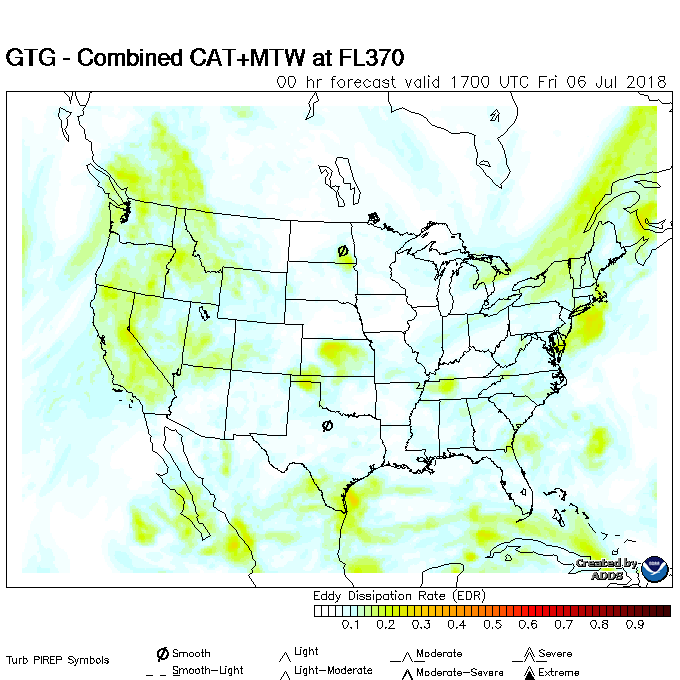 GTG - Combined CAT+MTW at FL370
00 hr forecast valid 1700 UTC Fri 06 Jul 2018
Created by
ADDS
Eddy Dissipation Rate (EDR)
0.1 0.2 0.3 0.4 0.5 0.6 0.7 0.8 0.9
Turb PIREP Symbols
Smooth Light Moderate Severe
Smooth-Light Light-Moderate Moderate-Severe Extreme